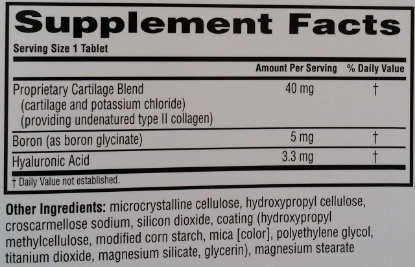 Supplement Facts
Serving Size 1 Tablet
Amount Per Serving % Daily Value
Proprietary Cartilage Blend 40 mg †
(cartilage and potassium chloride)
(providing undenatured type II collagen)
Boron (as boron glycinate) 5 mg †
Hyaluronic Acid 3.3 mg †
† Daily Value not established.
Other Ingredients: microcrystalline cellulose, hydroxypropyl cellulose,
croscarmellose sodium, silicon dioxide, coating (hydroxypropyl
methylcellulose, modified corn starch, mica [color], polyethylene glycol,
titanium dioxide, magnesium silicate, glycerin), magnesium stearate